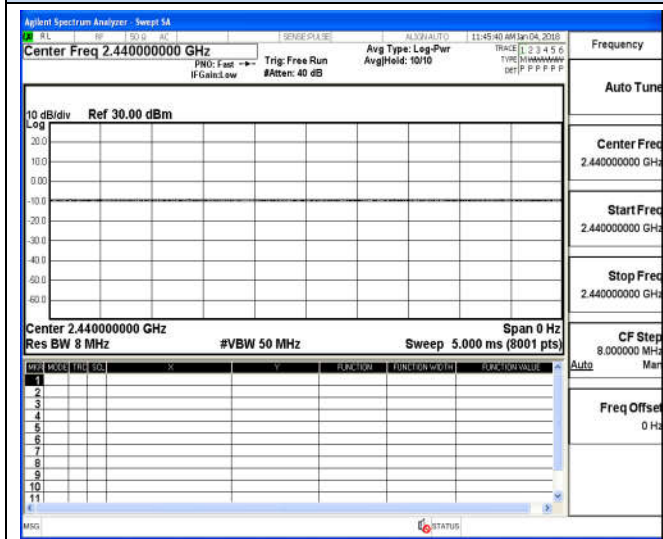 Agilent Spectrum Analyzer - Swept SA
RL RF 50 Ω AC SENSE:PULSE ALIGN AUTO 11:45:40 AM Jan 04, 2018
Center Freq 2.440000000 GHz
PNO: Fast
IFGain:Low
Trig: Free Run
#Atten: 40 dB
Avg Type: Log-Pwr
Avg|Hold: 10/10
TRACE 1 2 3 4 5 6
TYPE M WWWWW
DET P P P P P P
10 dB/div Ref 30.00 dBm
Log
20.0
10.0
0.00
-10.0
-20.0
-30.0
-40.0
-50.0
-60.0
Center 2.440000000 GHz Span 0 Hz
Res BW 8 MHz #VBW 50 MHz Sweep 5.000 ms (8001 pts)
MKR MODE TRC SCL X Y FUNCTION FUNCTION WIDTH FUNCTION VALUE
1
2
3
4
5
6
7
8
9
10
11
MSG STATUS
Frequency
Auto Tune
Center Freq
2.440000000 GHz
Start Freq
2.440000000 GHz
Stop Freq
2.440000000 GHz
CF Step
8.000000 MHz
Auto Man
Freq Offset
0 Hz